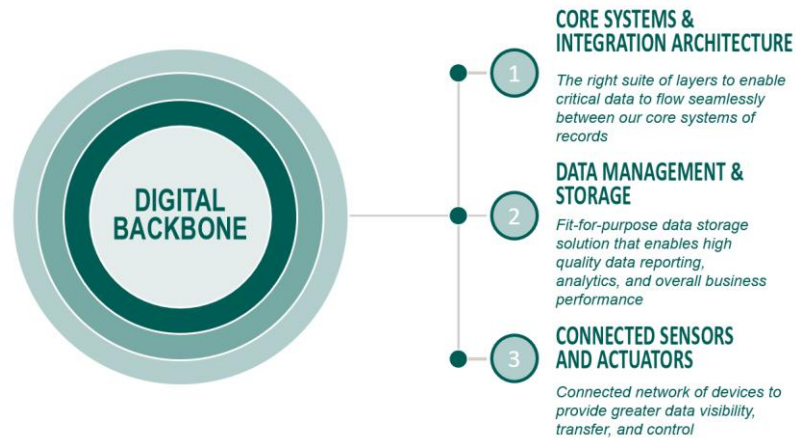 DIGITAL
BACKBONE
1
CORE SYSTEMS &
INTEGRATION ARCHITECTURE
The right suite of layers to enable
critical data to flow seamlessly
between our core systems of
records
2
DATA MANAGEMENT &
STORAGE
Fit-for-purpose data storage
solution that enables high
quality data reporting,
analytics, and overall business
performance
3
CONNECTED SENSORS
AND ACTUATORS
Connected network of devices to
provide greater data visibility,
transfer, and control